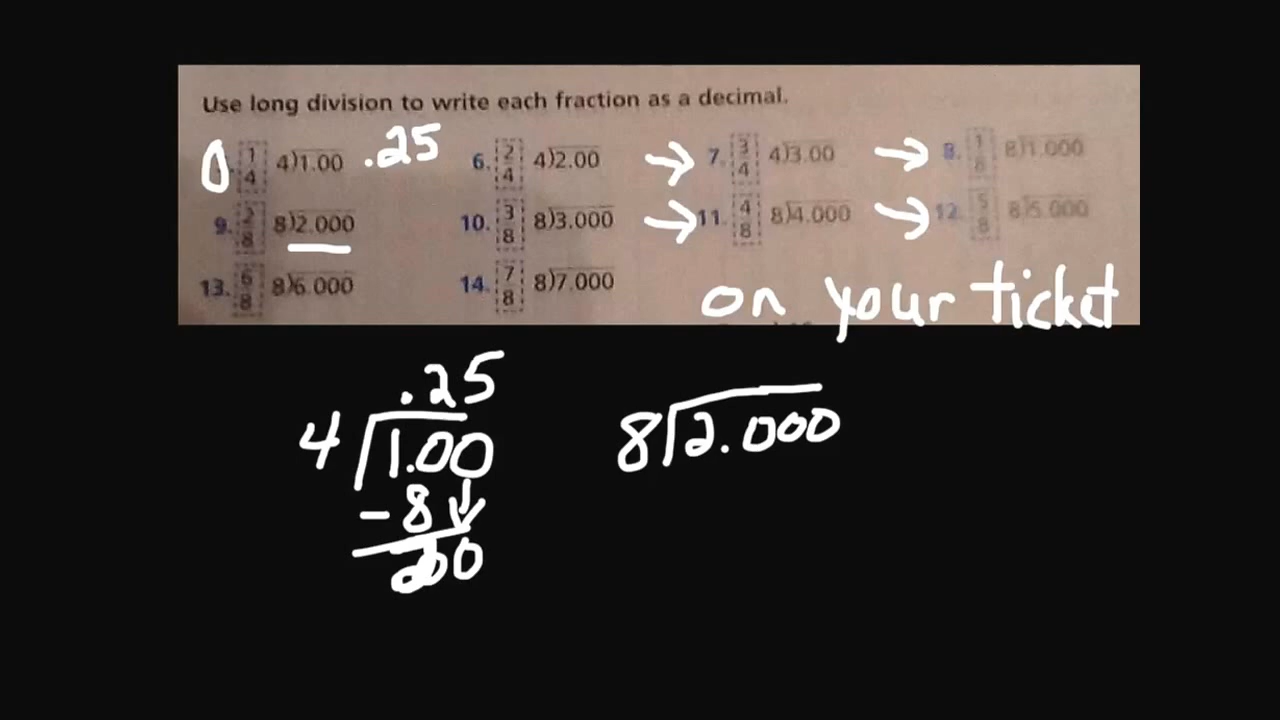 Use long division to write each fraction as a decimal.
1/4 4)1.00 .25 6. 2/4 4)2.00 → 7. 3/4 4)3.00 → 8. 1/8 8)1.000
9. 2/8 8)2.000 10. 3/8 8)3.000 → 11. 4/8 8)4.000 → 12. 5/8 8)5.000
13. 6/8 8)6.000 14. 7/8 8)7.000
on your ticket
.25
4)1.00 8)2.000
-8↓
20